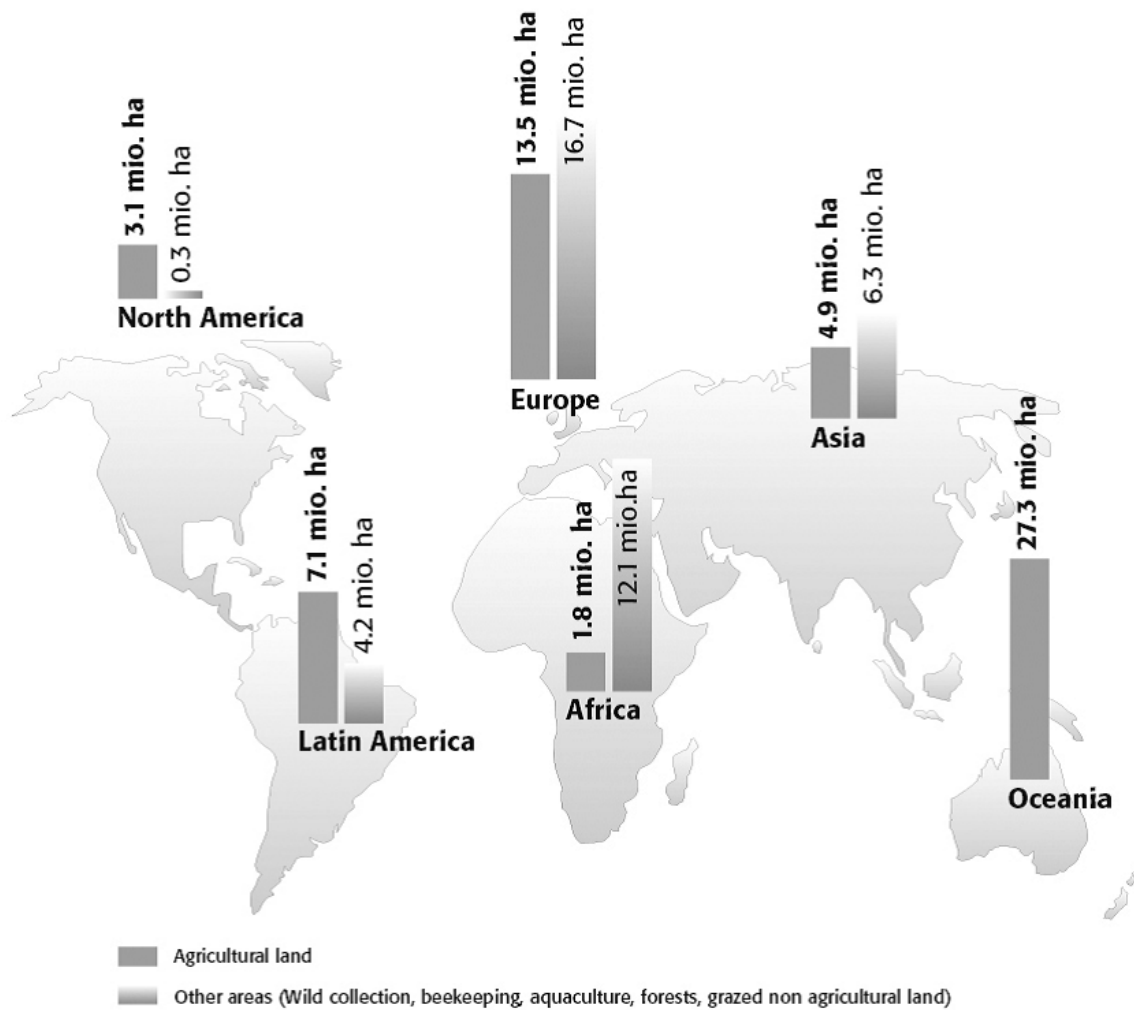 3.1 mio. ha
0.3 mio. ha
North America
13.5 mio. ha
16.7 mio. ha
Europe
4.9 mio. ha
6.3 mio. ha
Asia
7.1 mio. ha
4.2 mio. ha
Latin America
1.8 mio. ha
12.1 mio.ha
Africa
27.3 mio. ha
Oceania
Agricultural land
Other areas (Wild collection, beekeeping, aquaculture, forests, grazed non agricultural land)